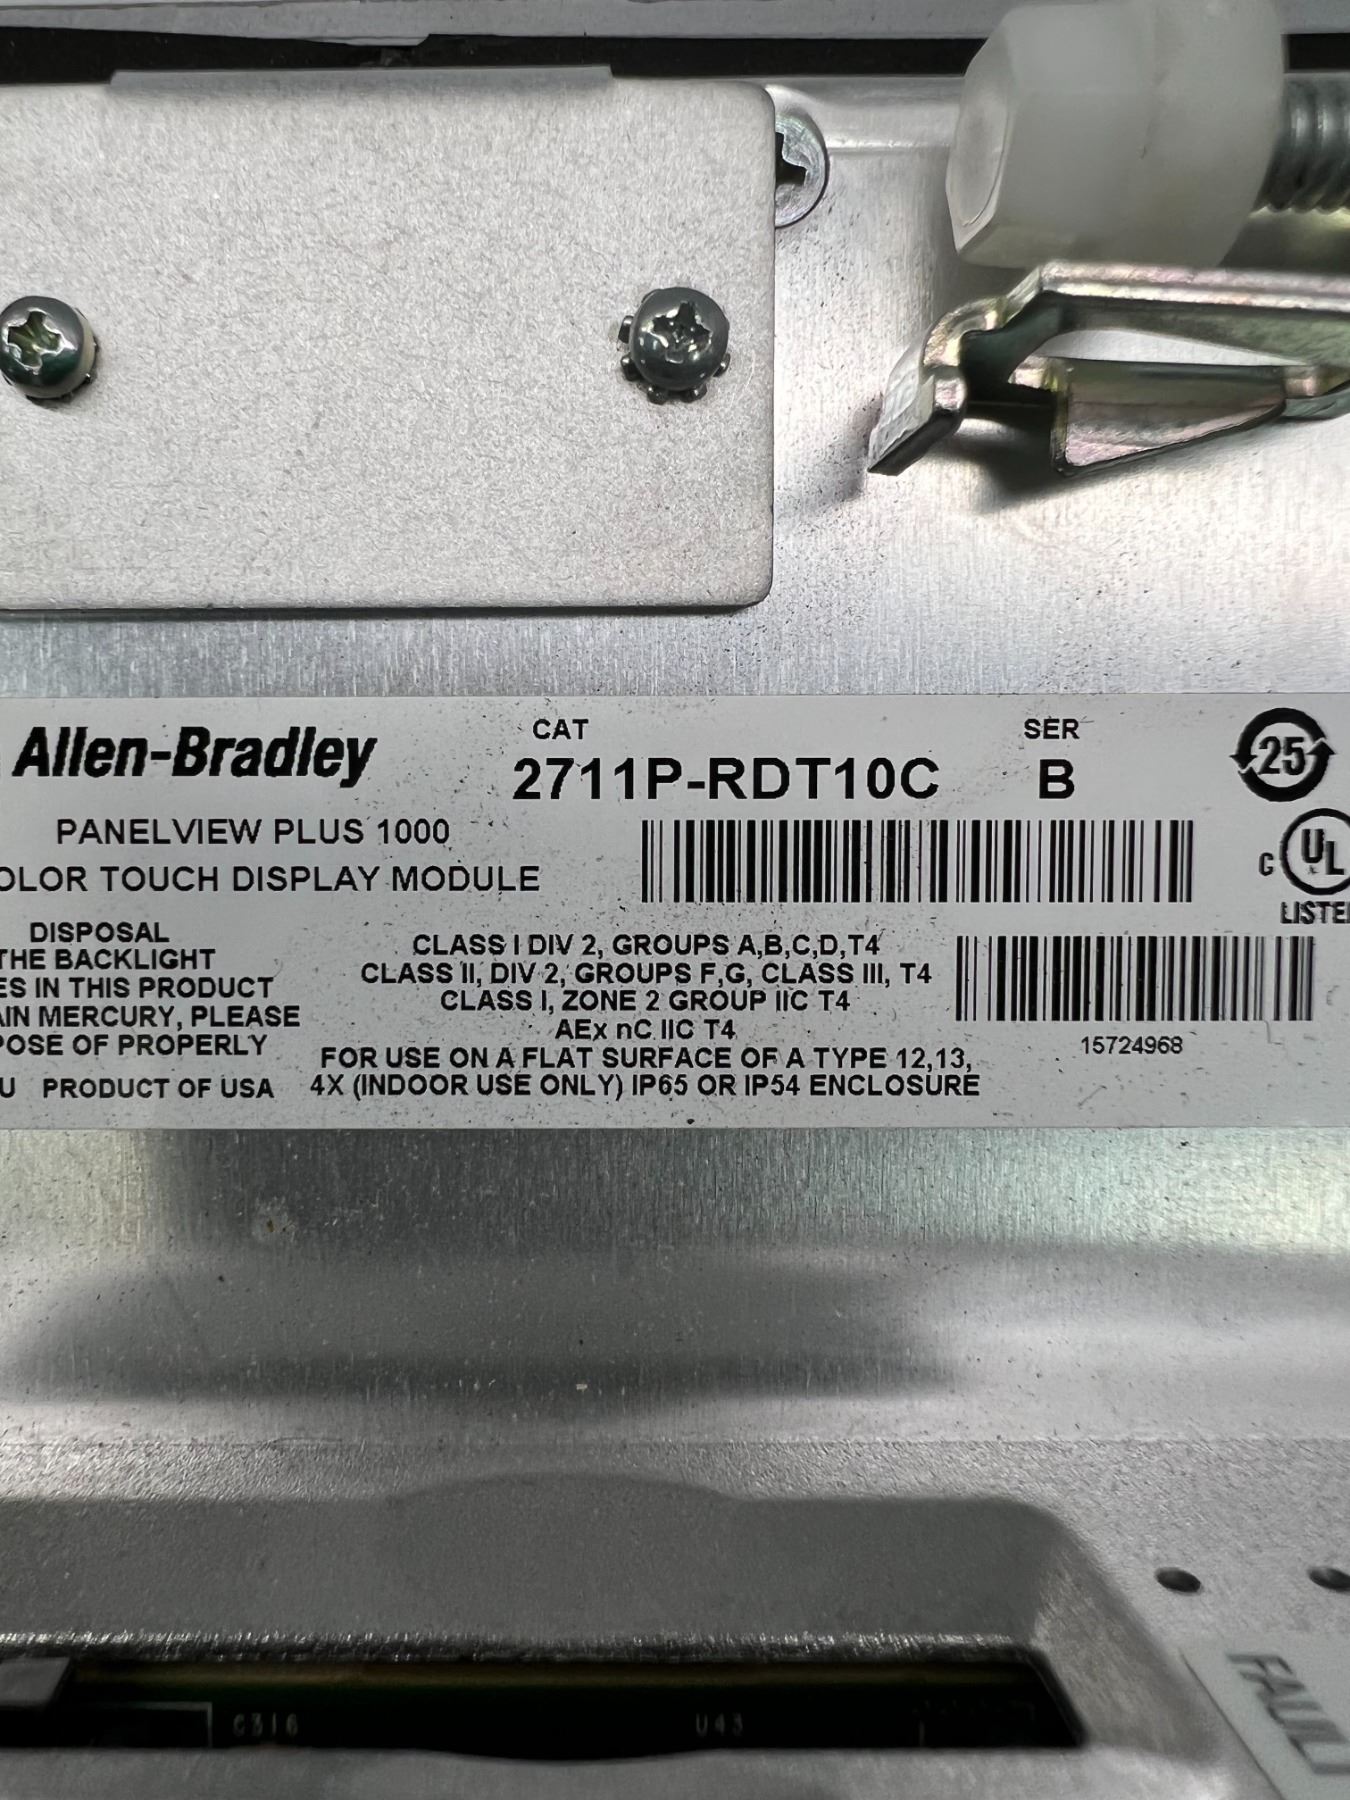 Allen-Bradley
CAT
2711P-RDT10C
SER
B
25
PANELVIEW PLUS 1000
OLOR TOUCH DISPLAY MODULE
C UL
LISTE
DISPOSAL
THE BACKLIGHT
ES IN THIS PRODUCT
AIN MERCURY, PLEASE
POSE OF PROPERLY
U PRODUCT OF USA
CLASS I DIV 2, GROUPS A,B,C,D,T4
CLASS II, DIV 2, GROUPS F,G, CLASS III, T4
CLASS I, ZONE 2 GROUP IIC T4
AEx nC IIC T4
FOR USE ON A FLAT SURFACE OF A TYPE 12,13,
4X (INDOOR USE ONLY) IP65 OR IP54 ENCLOSURE
15724968
C316
U43